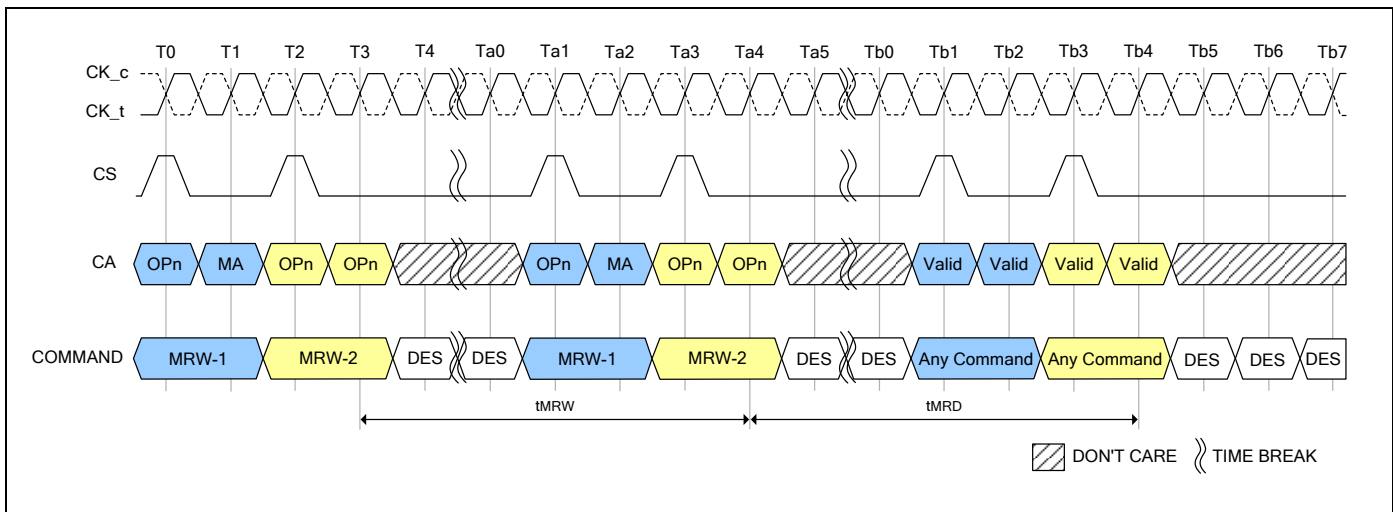 T0 T1 T2 T3 T4 Ta0 Ta1 Ta2 Ta3 Ta4 Ta5 Tb0 Tb1 Tb2 Tb3 Tb4 Tb5 Tb6 Tb7
CK_c
CK_t
CS
CA OPn MA OPn OPn OPn MA OPn OPn Valid Valid Valid Valid
COMMAND MRW-1 MRW-2 DES DES MRW-1 MRW-2 DES DES Any Command Any Command DES DES DES
tMRW tMRD
DON'T CARE TIME BREAK